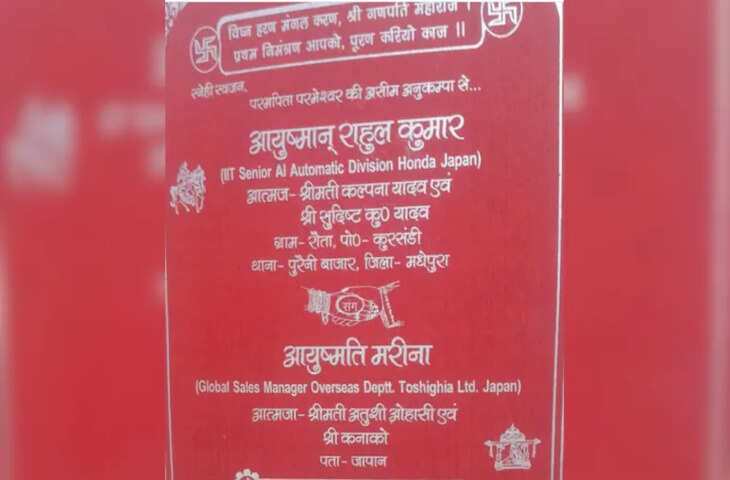 विघ्न हरण मंगल करण, श्री गणपति महाराज ।
प्रथम निमंत्रण आपको, पूरण करियो काज ।।
स्नेही स्वजन,
परमपिता परमेश्वर की असीम अनुकम्पा से...
आयुष्मान् राहुल कुमार
(IIT Senior AI Automatic Division Honda Japan)
आत्मज- श्रीमती कल्पना यादव एवं
श्री सुदिष्ट कु0 यादव
ग्राम- रौता, पो0- कुरसंडी
थाना- पुरैनी बाजार, जिला- मधेपुरा
संग
आयुष्मति मरीना
(Global Sales Manager Overseas Deptt. Toshighia Ltd. Japan)
आत्मजा- श्रीमती अतुशी ओहासी एवं
श्री कनाको
पता- जापान